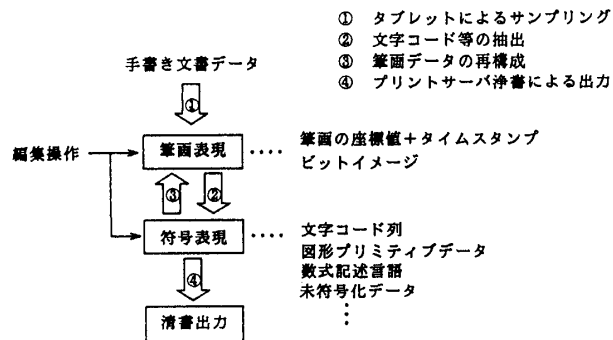 ① タブレットによるサンプリング
② 文字コード等の抽出
③ 筆画データの再構成
④ プリントサーバ浄書による出力
手書き文書データ
①
編集操作
筆画表現
‥‥
筆画の座標値+タイムスタンプ
ビットイメージ
③
②
符号表現
‥‥
文字コード列
図形プリミティブデータ
数式記述言語
未符号化データ
⋮
④
清書出力